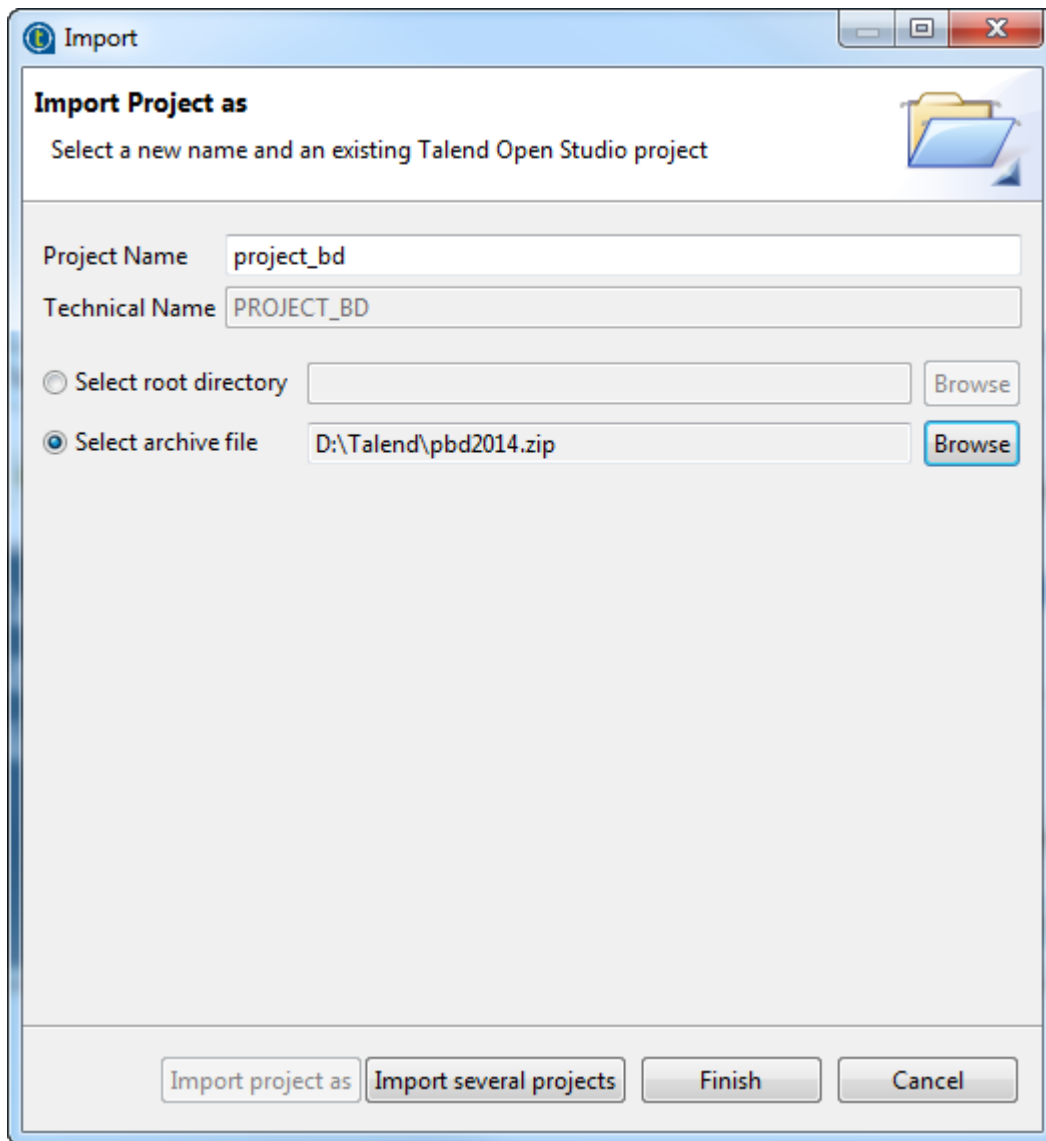 Import
Import Project as
Select a new name and an existing Talend Open Studio project
Project Name project_bd
Technical Name PROJECT_BD
Select root directory Browse
Select archive file D:\Talend\pbd2014.zip Browse
Import project as Import several projects Finish Cancel